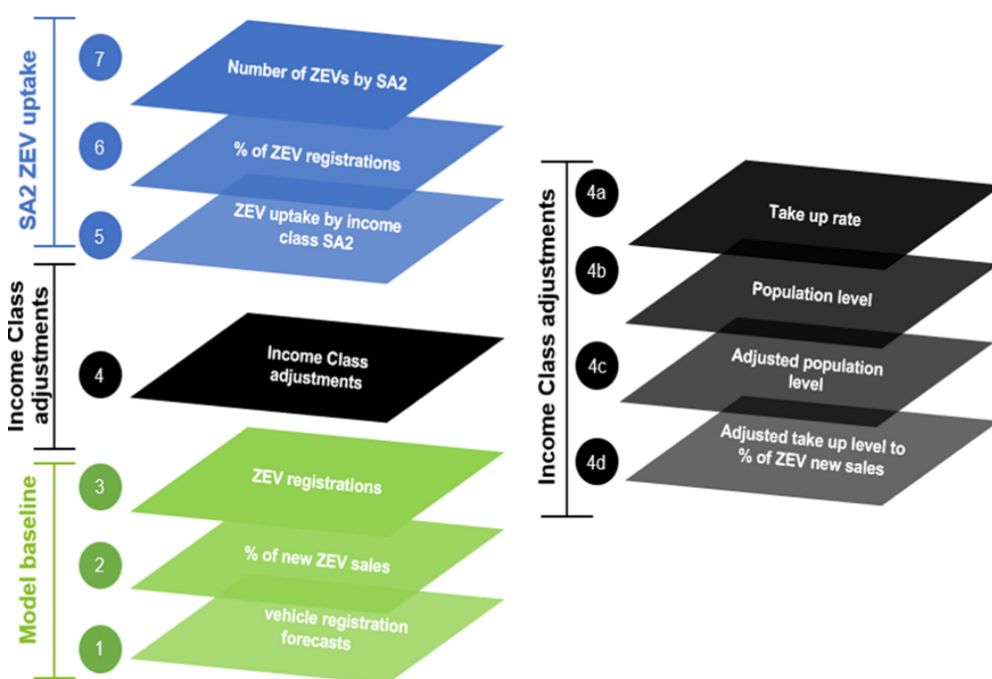 SA2 ZEV uptake
7
Number of ZEVs by SA2
6
% of ZEV registrations
5
ZEV uptake by income
class SA2
Income Class
adjustments
4
Income Class
adjustments
Model baseline
3
ZEV registrations
2
% of new ZEV sales
1
vehicle registration
forecasts
Income Class adjustments
4a
Take up rate
4b
Population level
4c
Adjusted population
level
4d
Adjusted take up level to
% of ZEV new sales